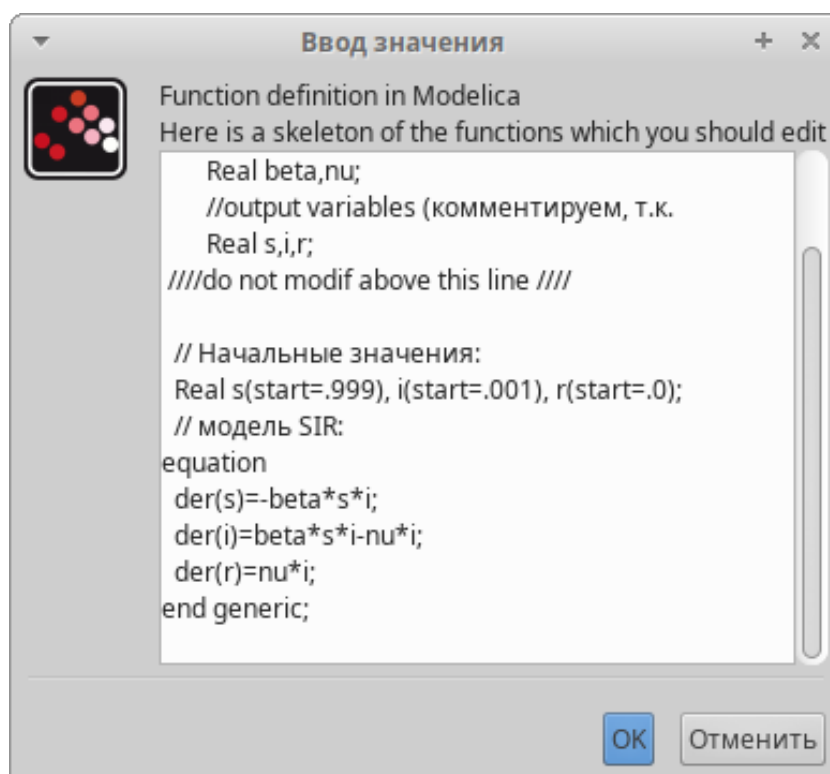 Ввод значения
Function definition in Modelica
Here is a skeleton of the functions which you should edit
Real beta,nu;
//output variables (комментируем, т.к.
Real s,i,r;
////do not modif above this line ////
// Начальные значения:
Real s(start=.999), i(start=.001), r(start=.0);
// модель SIR:
equation
der(s)=-beta*s*i;
der(i)=beta*s*i-nu*i;
der(r)=nu*i;
end generic;
OK
Отменить